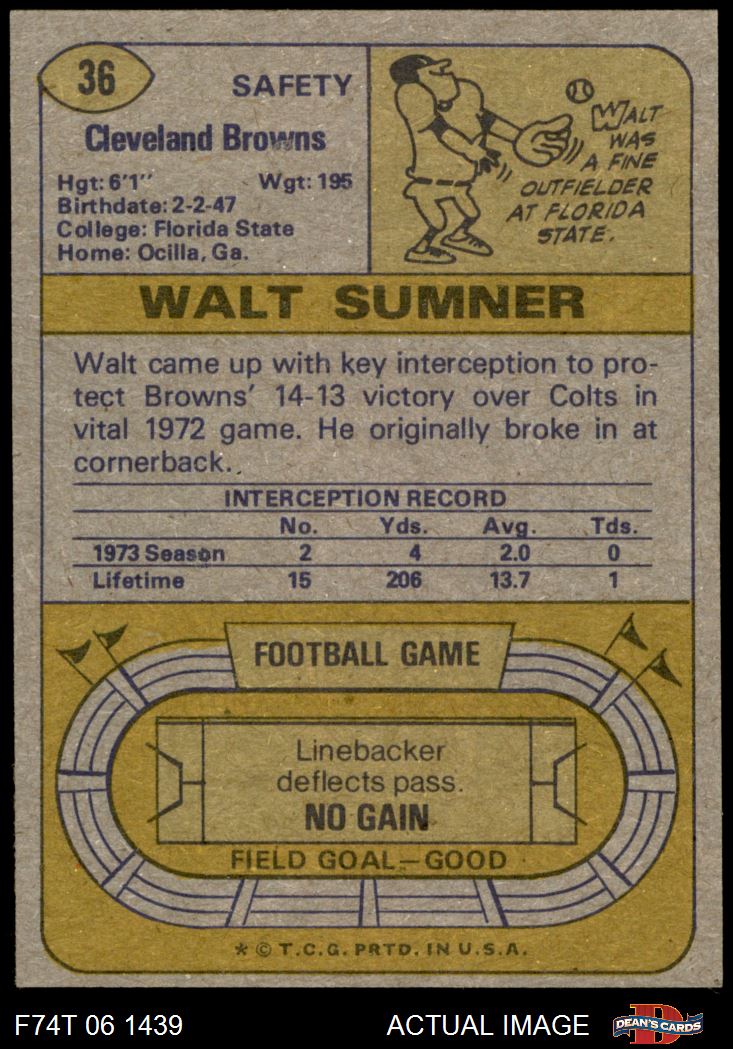 36
SAFETY
Cleveland Browns
Hgt: 6'1" Wgt: 195
Birthdate: 2-2-47
College: Florida State
Home: Ocilla, Ga.
WALT
WAS
A FINE
OUTFIELDER
AT FLORIDA
STATE.
WALT SUMNER
Walt came up with key interception to pro-
tect Browns' 14-13 victory over Colts in
vital 1972 game. He originally broke in at
cornerback.
INTERCEPTION RECORD
No. Yds. Avg. Tds.
1973 Season 2 4 2.0 0
Lifetime 15 206 13.7 1
FOOTBALL GAME
Linebacker
deflects pass.
NO GAIN
FIELD GOAL—GOOD
* © T.C.G. PRTD. IN U.S.A.
F74T 06 1439 ACTUAL IMAGE D DEAN'S CARDS